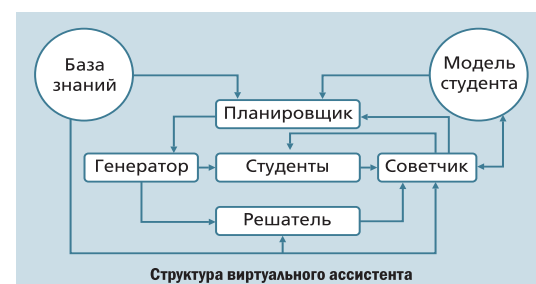 База
знаний
Модель
студента
Планировщик
Генератор
Студенты
Советчик
Решатель
Структура виртуального ассистента